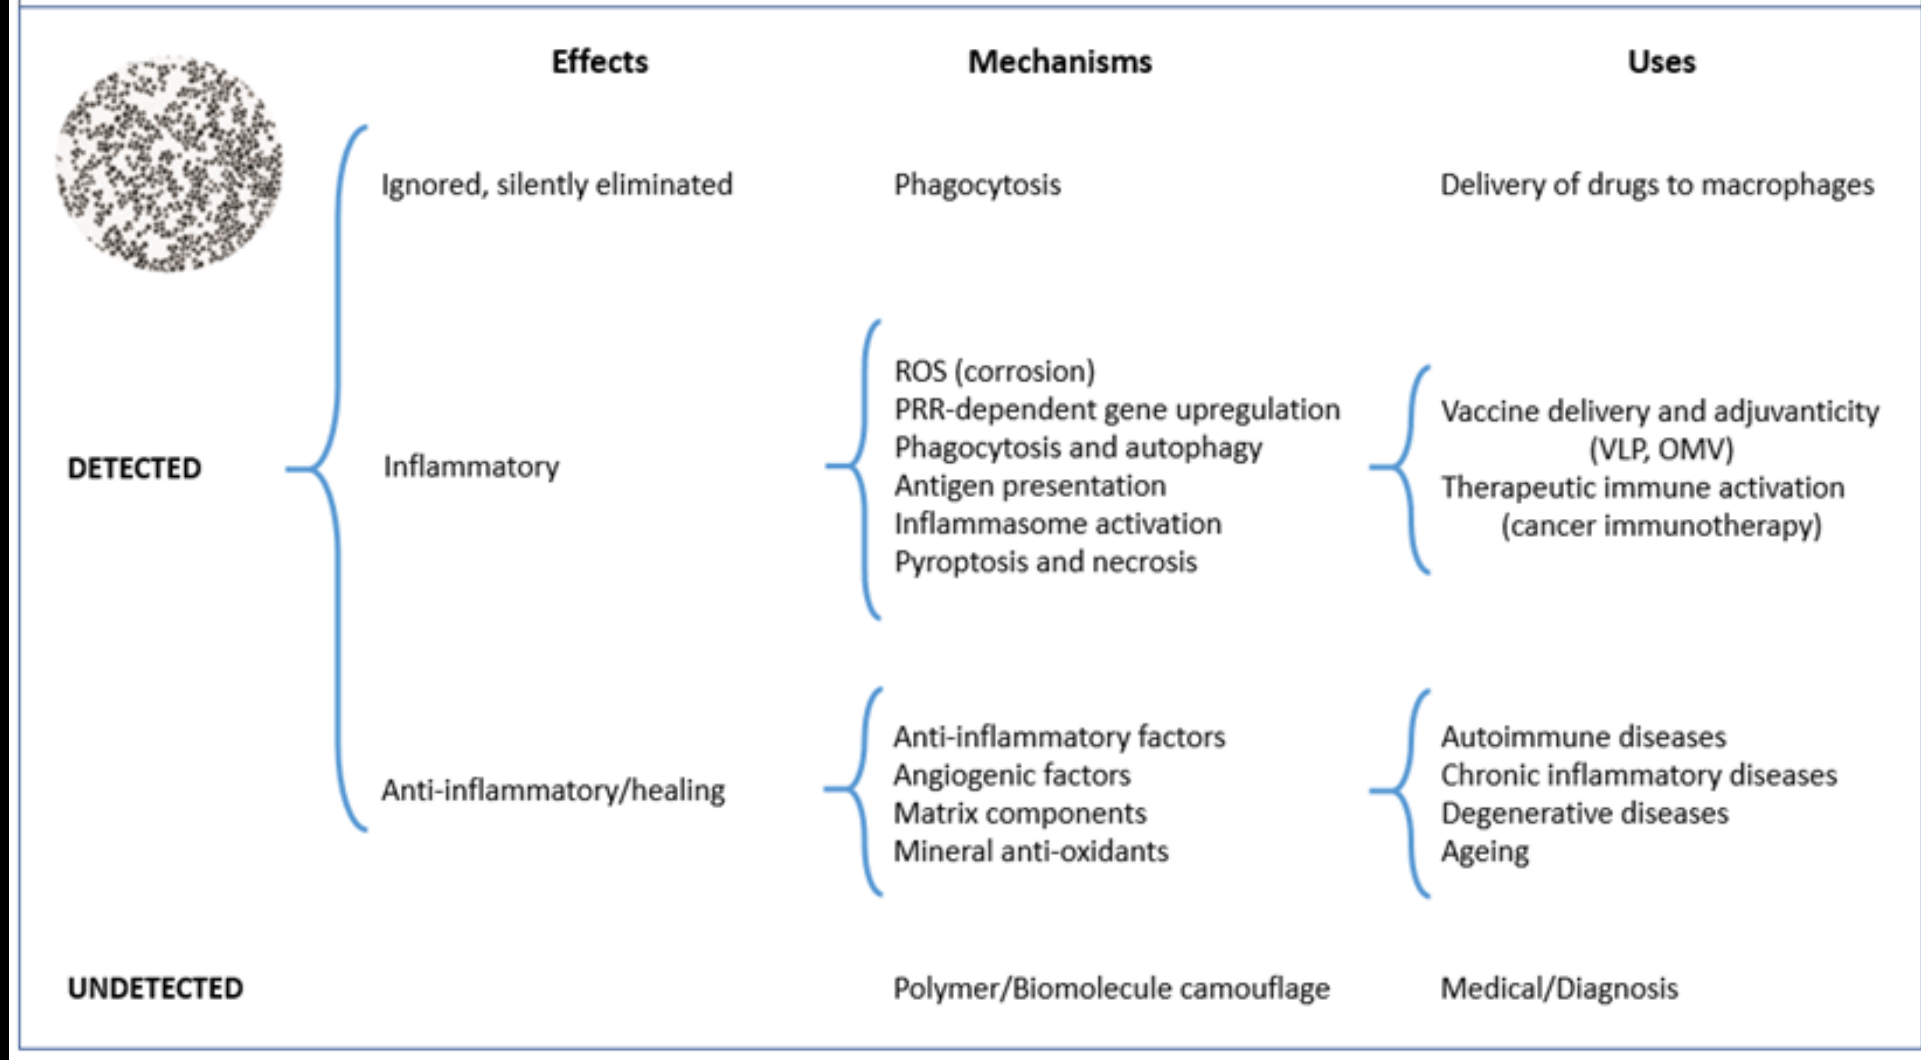 Effects
Mechanisms
Uses
Ignored, silently eliminated
Phagocytosis
Delivery of drugs to macrophages
DETECTED
Inflammatory
ROS (corrosion)
PRR-dependent gene upregulation
Phagocytosis and autophagy
Antigen presentation
Inflammasome activation
Pyroptosis and necrosis
Vaccine delivery and adjuvanticity
(VLP, OMV)
Therapeutic immune activation
(cancer immunotherapy)
Anti-inflammatory/healing
Anti-inflammatory factors
Angiogenic factors
Matrix components
Mineral anti-oxidants
Autoimmune diseases
Chronic inflammatory diseases
Degenerative diseases
Ageing
UNDETECTED
Polymer/Biomolecule camouflage
Medical/Diagnosis